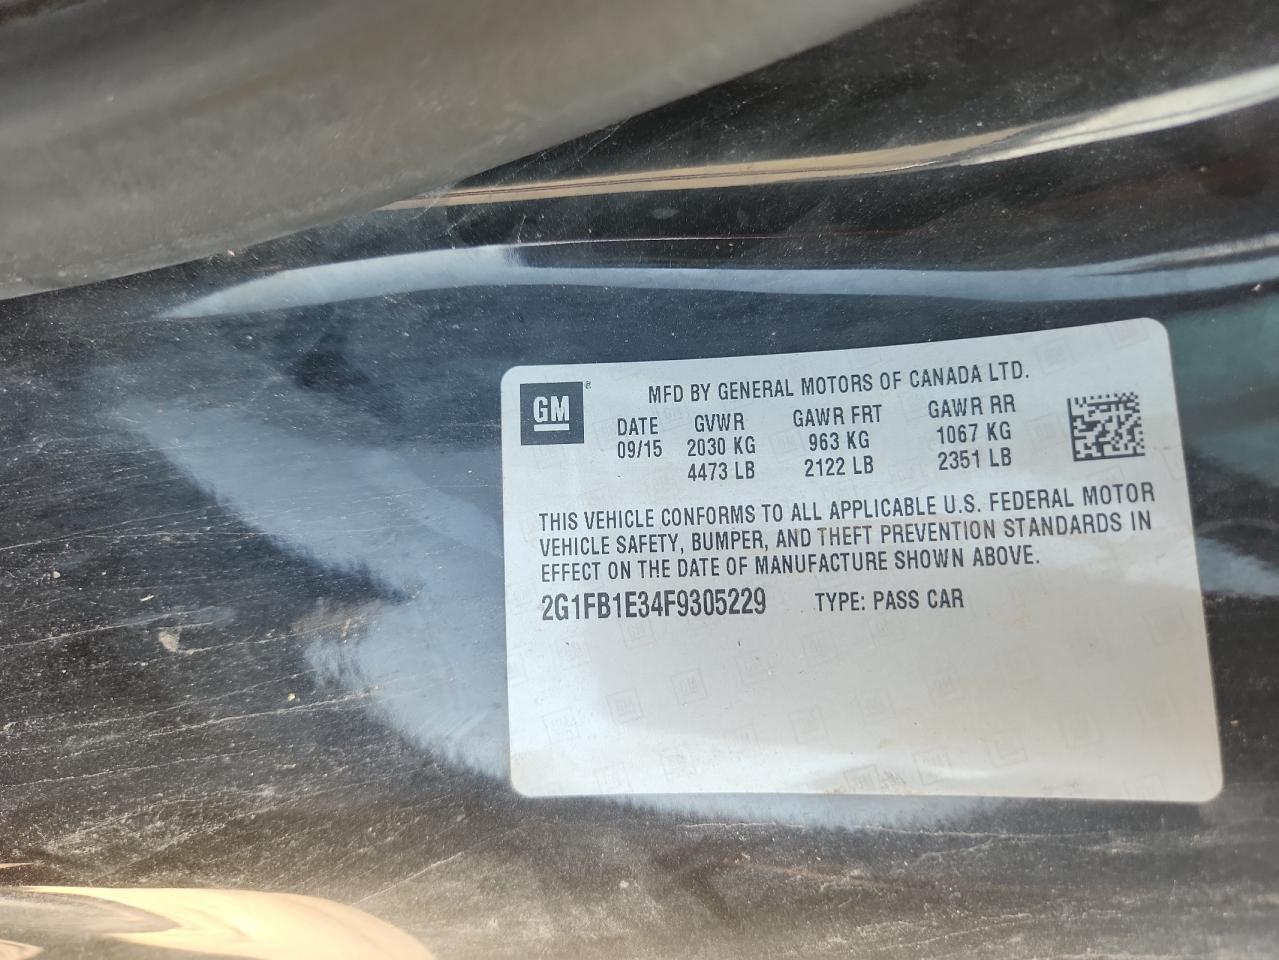 GM ®
MFD BY GENERAL MOTORS OF CANADA LTD.
DATE GVWR GAWR FRT GAWR RR
09/15 2030 KG 963 KG 1067 KG
4473 LB 2122 LB 2351 LB
THIS VEHICLE CONFORMS TO ALL APPLICABLE U.S. FEDERAL MOTOR
VEHICLE SAFETY, BUMPER, AND THEFT PREVENTION STANDARDS IN
EFFECT ON THE DATE OF MANUFACTURE SHOWN ABOVE.
2G1FB1E34F9305229 TYPE: PASS CAR